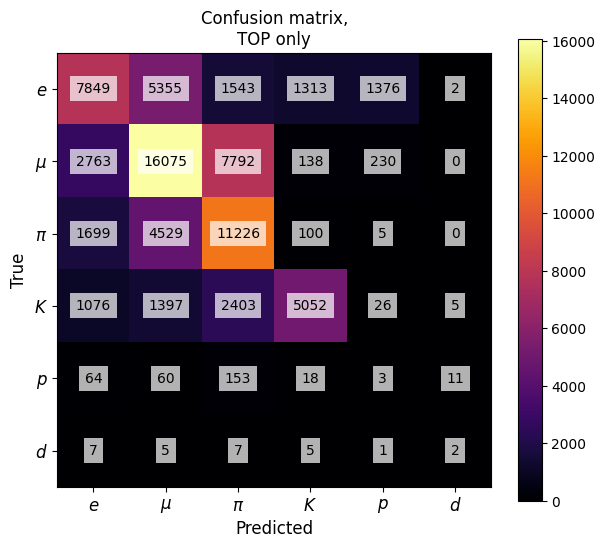 Confusion matrix,
TOP only
True
e 7849 5355 1543 1313 1376 2
μ 2763 16075 7792 138 230 0
π 1699 4529 11226 100 5 0
K 1076 1397 2403 5052 26 5
p 64 60 153 18 3 11
d 7 5 7 5 1 2
e μ π K p d
Predicted
16000
14000
12000
10000
8000
6000
4000
2000
0